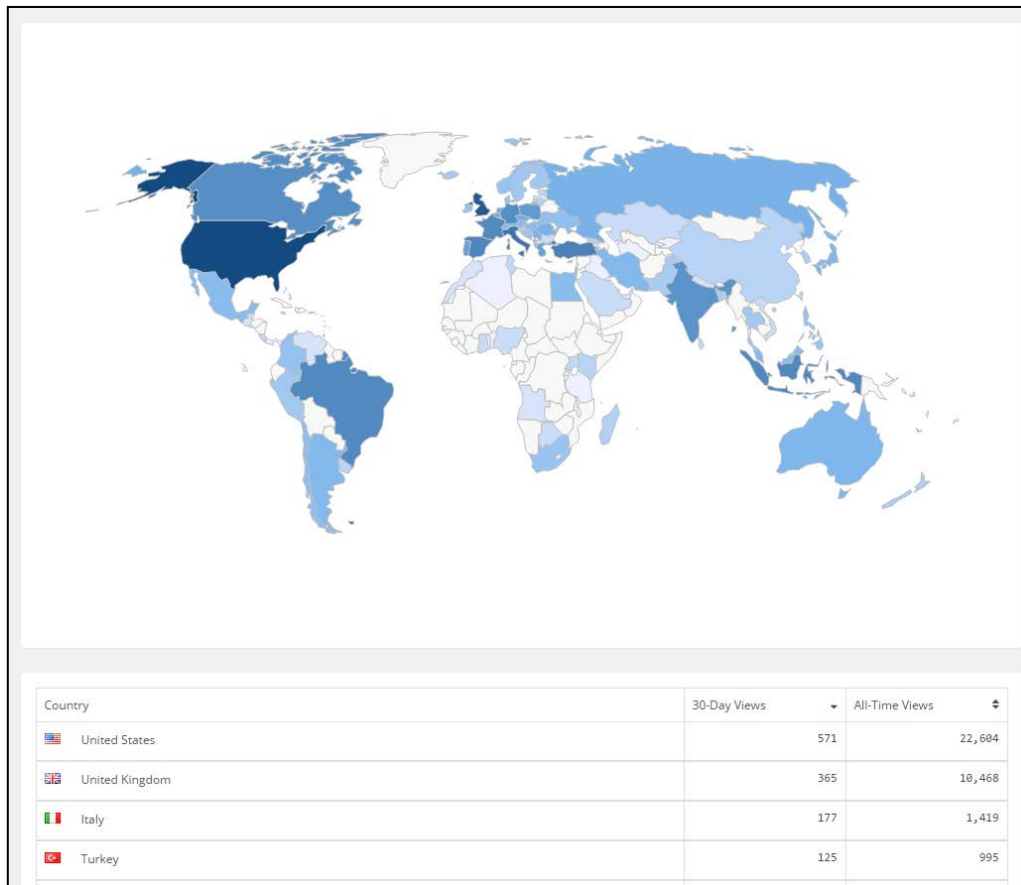 Country 30-Day Views All-Time Views
United States 571 22,604
United Kingdom 365 10,468
Italy 177 1,419
Turkey 125 995